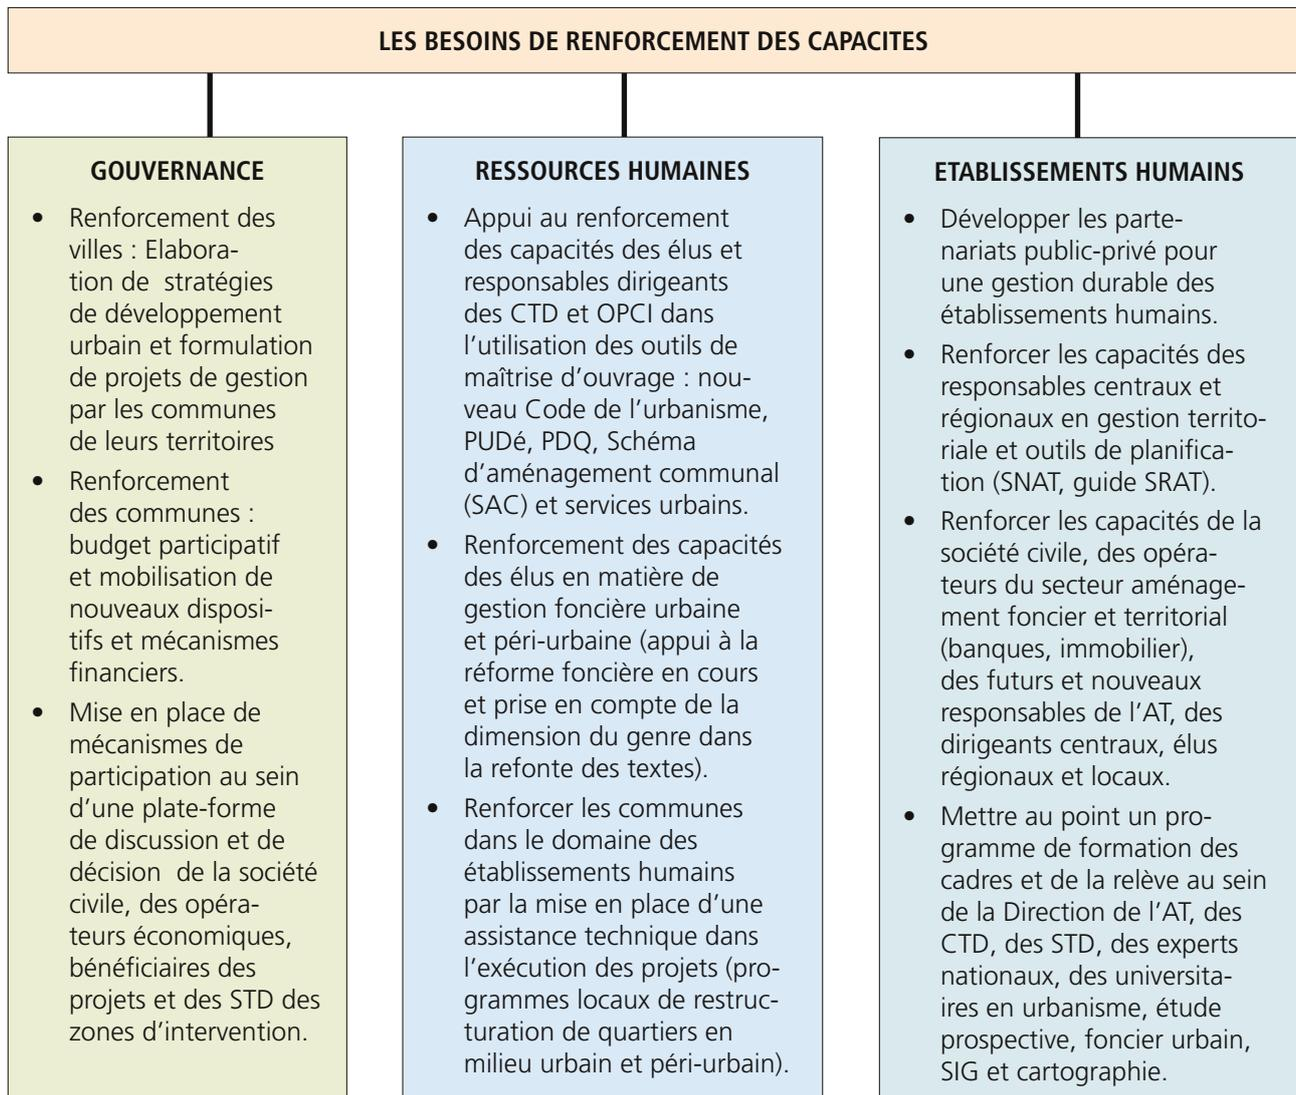 LES BESOINS DE RENFORCEMENT DES CAPACITES
GOUVERNANCE
• Renforcement des
villes : Elabora-
tion de stratégies
de développement
urbain et formulation
de projets de gestion
par les communes
de leurs territoires
• Renforcement
des communes :
budget participatif
et mobilisation de
nouveaux disposi-
tifs et mécanismes
financiers.
• Mise en place de
mécanismes de
participation au sein
d'une plate-forme
de discussion et de
décision de la société
civile, des opéra-
teurs économiques,
bénéficiaires des
projets et des STD des
zones d'intervention.
RESSOURCES HUMAINES
• Appui au renforcement
des capacités des élus et
responsables dirigeants
des CTD et OPCI dans
l'utilisation des outils de
maîtrise d'ouvrage : nou-
veau Code de l'urbanisme,
PUDé, PDQ, Schéma
d'aménagement communal
(SAC) et services urbains.
• Renforcement des capacités
des élus en matière de
gestion foncière urbaine
et péri-urbaine (appui à la
réforme foncière en cours
et prise en compte de la
dimension du genre dans
la refonte des textes).
• Renforcer les communes
dans le domaine des
établissements humains
par la mise en place d'une
assistance technique dans
l'exécution des projets (pro-
grammes locaux de restruc-
turation de quartiers en
milieu urbain et péri-urbain).
ETABLISSEMENTS HUMAINS
• Développer les parte-
nariats public-privé pour
une gestion durable des
établissements humains.
• Renforcer les capacités des
responsables centraux et
régionaux en gestion territo-
riale et outils de planifica-
tion (SNAT, guide SRAT).
• Renforcer les capacités de la
société civile, des opéra-
teurs du secteur aménage-
ment foncier et territorial
(banques, immobilier),
des futurs et nouveaux
responsables de l'AT, des
dirigeants centraux, élus
régionaux et locaux.
• Mettre au point un pro-
gramme de formation des
cadres et de la relève au sein
de la Direction de l'AT, des
CTD, des STD, des experts
nationaux, des universita-
ires en urbanisme, étude
prospective, foncier urbain,
SIG et cartographie.